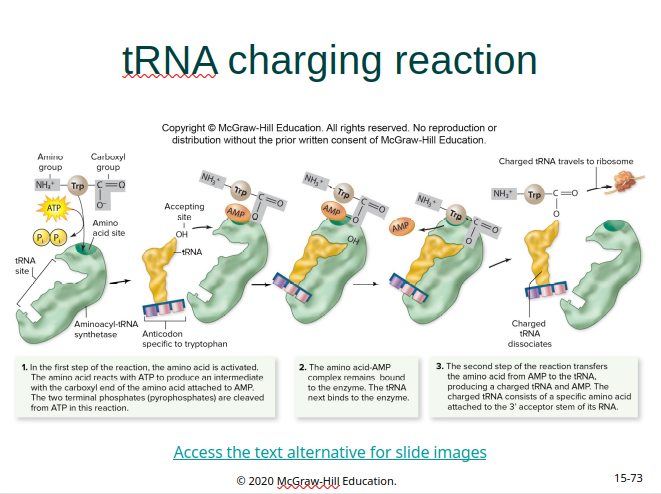 tRNA charging reaction
Copyright © McGraw-Hill Education. All rights reserved. No reproduction or
distribution without the prior written consent of McGraw-Hill Education.
Amino
group
Carboxyl
group
NH₃⁺
Trp
C
O
O⁻
ATP
Pᵢ
Pᵢ
Amino
acid site
tRNA
site
Aminoacyl-tRNA
synthetase
Accepting
site
OH
tRNA
Anticodon
specific to tryptophan
NH₃⁺
Trp
C
O
AMP
O
NH₃⁺
Trp
C
O
AMP
O
OH
NH₃⁺
Trp
C
O
AMP
O
Charged tRNA travels to ribosome
NH₃⁺
Trp
C
O
O
Charged
tRNA
dissociates
1. In the first step of the reaction, the amino acid is activated.
The amino acid reacts with ATP to produce an intermediate
with the carboxyl end of the amino acid attached to AMP.
The two terminal phosphates (pyrophosphates) are cleaved
from ATP in this reaction.
2. The amino acid-AMP
complex remains bound
to the enzyme. The tRNA
next binds to the enzyme.
3. The second step of the reaction transfers
the amino acid from AMP to the tRNA,
producing a charged tRNA and AMP. The
charged tRNA consists of a specific amino acid
attached to the 3' acceptor stem of its RNA.
Access the text alternative for slide images
© 2020 McGraw-Hill Education.
15-73